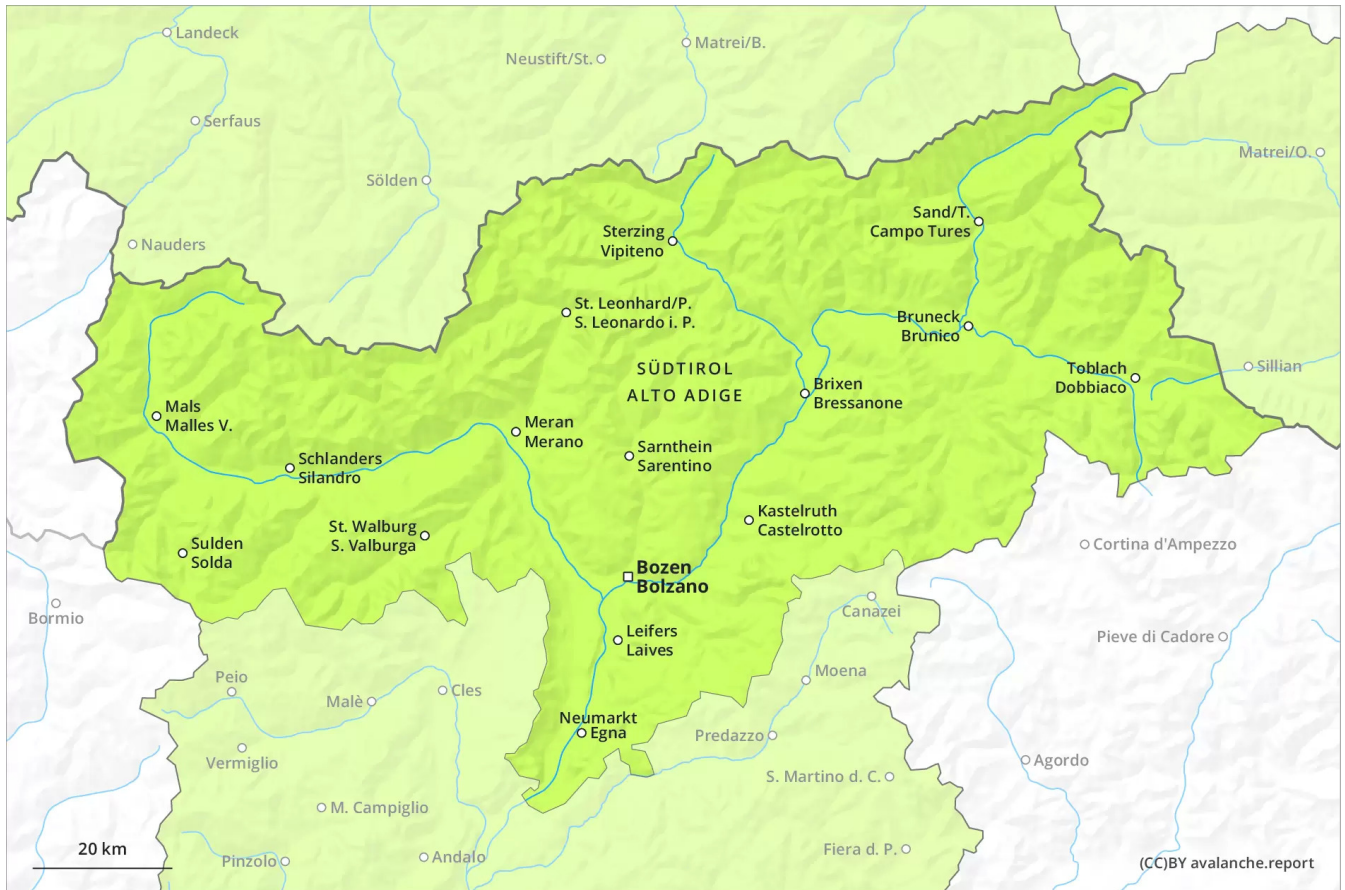 Landeck
Matrei/B.
Neustift/St.
Serfaus
Matrei/O.
Sölden
Sand/T.
Campo Tures
Nauders
Sterzing
Vipiteno
St. Leonhard/P.
S. Leonardo i. P.
Bruneck
Brunico
SÜDTIROL
ALTO ADIGE
Toblach
Dobbiaco
Sillian
Brixen
Bressanone
Mals
Malles V.
Meran
Merano
Sarnthein
Sarentino
Schlanders
Silandro
Kastelruth
Castelrotto
St. Walburg
S. Valburga
Sulden
Solda
Cortina d'Ampezzo
Bozen
Bolzano
Bormio
Canazei
Leifers
Laives
Pieve di Cadore
Peio
Moena
Cles
Malè
Neumarkt
Egna
Predazzo
Vermiglio
Agordo
S. Martino d. C.
M. Campiglio
20 km
Fiera d. P.
Andalo
Pinzolo
(CC)BY avalanche.report